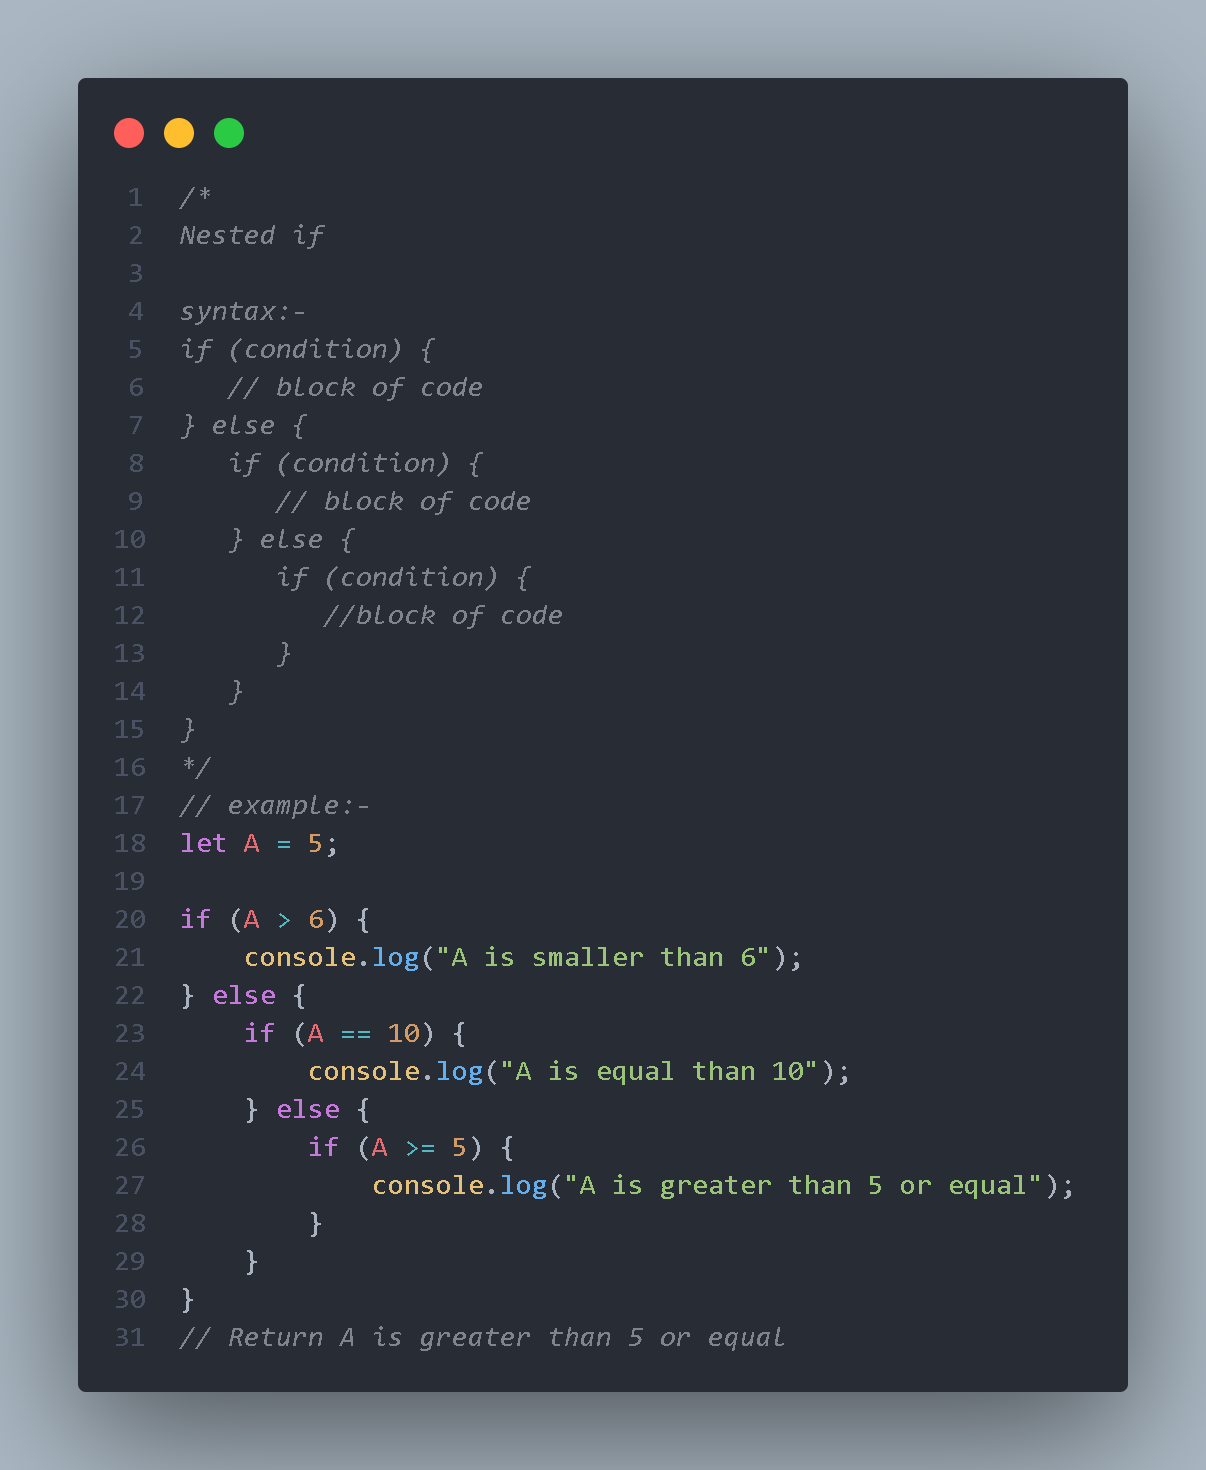 1 /*
2 Nested if
3
4 syntax:-
5 if (condition) {
6    // block of code
7 } else {
8    if (condition) {
9       // block of code
10    } else {
11       if (condition) {
12          //block of code
13       }
14    }
15 }
16 */
17 // example:-
18 let A = 5;
19
20 if (A > 6) {
21     console.log("A is smaller than 6");
22 } else {
23     if (A == 10) {
24         console.log("A is equal than 10");
25     } else {
26         if (A >= 5) {
27             console.log("A is greater than 5 or equal");
28         }
29     }
30 }
31 // Return A is greater than 5 or equal